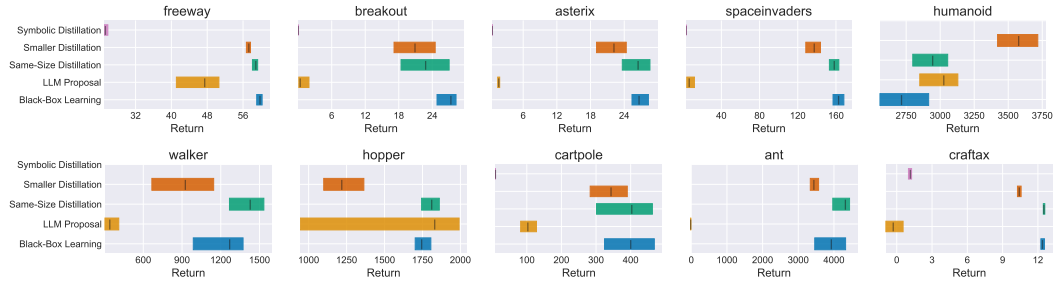 freeway breakout asterix spaceinvaders humanoid
Symbolic Distillation
Smaller Distillation
Same-Size Distillation
LLM Proposal
Black-Box Learning
32 40 48 56 6 12 18 24 6 12 18 24 40 80 120 160 2750 3000 3250 3500 3750
Return Return Return Return Return
walker hopper cartpole ant craftax
Symbolic Distillation
Smaller Distillation
Same-Size Distillation
LLM Proposal
Black-Box Learning
600 900 1200 1500 1000 1200 1400 1600 1800 2000 100 200 300 400 0 1000 2000 3000 4000 0 3 6 9 12
Return Return Return Return Return